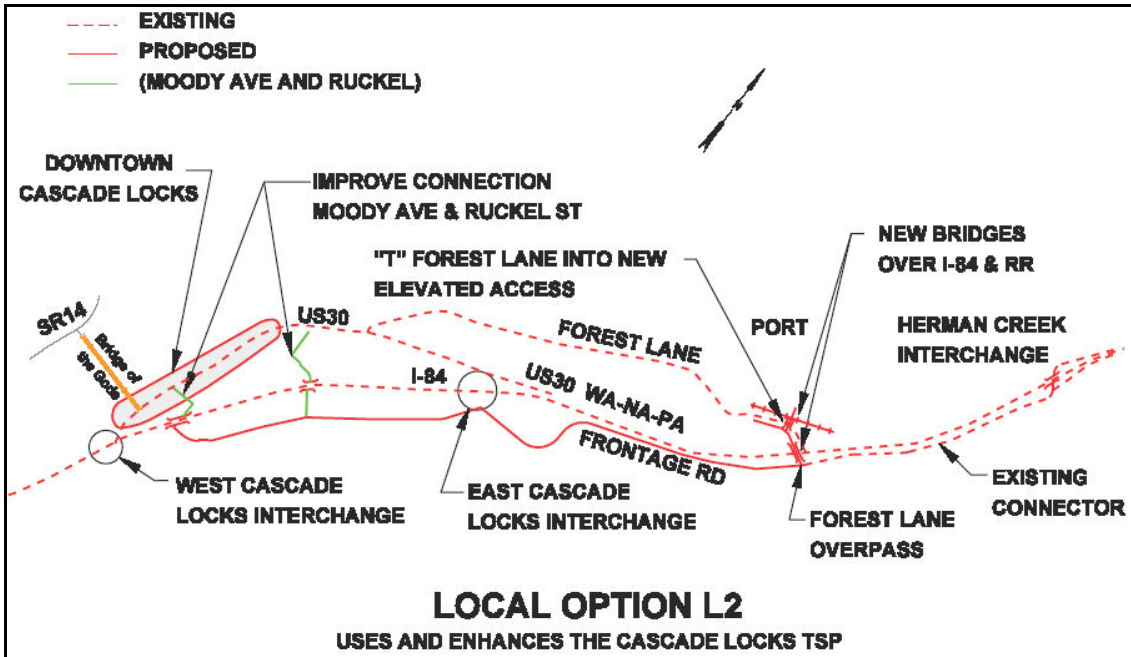 EXISTING
PROPOSED
(MOODY AVE AND RUCKEL)
DOWNTOWN
CASCADE LOCKS
IMPROVE CONNECTION
MOODY AVE & RUCKEL ST
"T" FOREST LANE INTO NEW
ELEVATED ACCESS
NEW BRIDGES
OVER I-84 & RR
SR14
Bridge of
the Gods
US30
FOREST LANE
PORT
HERMAN CREEK
INTERCHANGE
I-84
US30 WA-NA-PA
FRONTAGE RD
WEST CASCADE
LOCKS INTERCHANGE
EAST CASCADE
LOCKS INTERCHANGE
EXISTING
CONNECTOR
FOREST LANE
OVERPASS
LOCAL OPTION L2
USES AND ENHANCES THE CASCADE LOCKS TSP